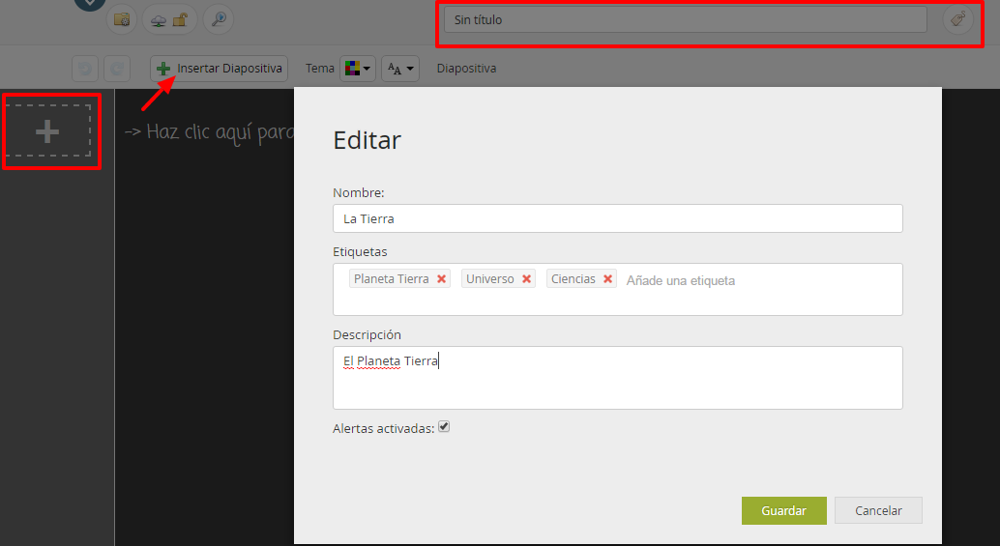 Sin título
Insertar Diapositiva Tema AA Diapositiva
-> Haz clic aquí para
Editar
Nombre:
La Tierra
Etiquetas
Planeta Tierra Universo Ciencias Añade una etiqueta
Descripción
El Planeta Tierra
Alertas activadas:
Guardar Cancelar